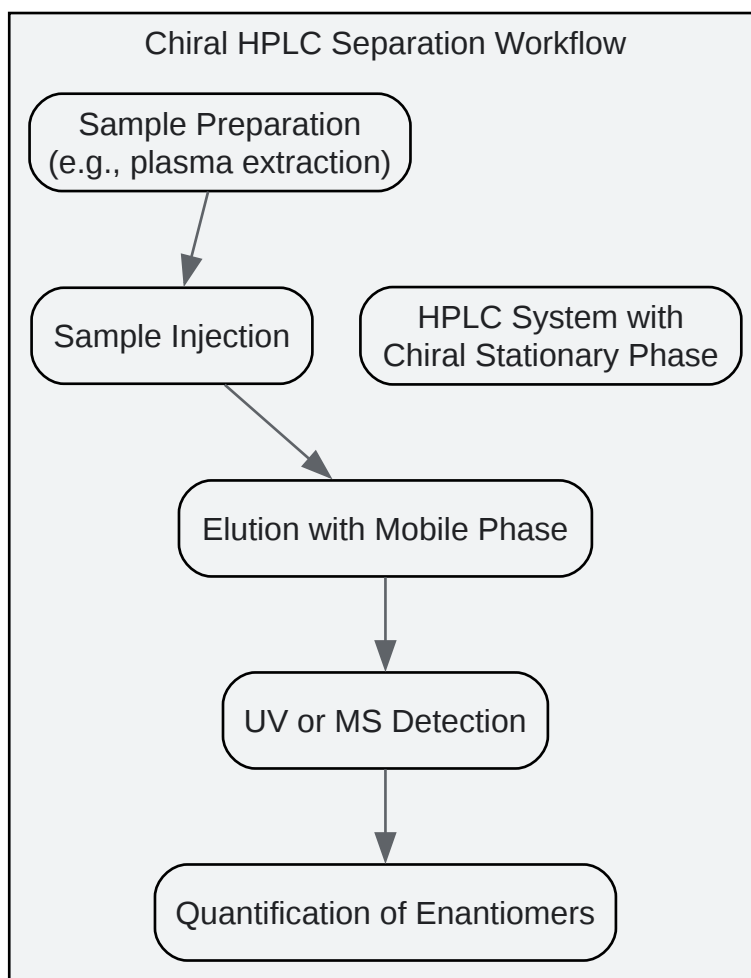 Chiral HPLC Separation Workflow
Sample Preparation
(e.g., plasma extraction)
Sample Injection
HPLC System with
Chiral Stationary Phase
Elution with Mobile Phase
UV or MS Detection
Quantification of Enantiomers